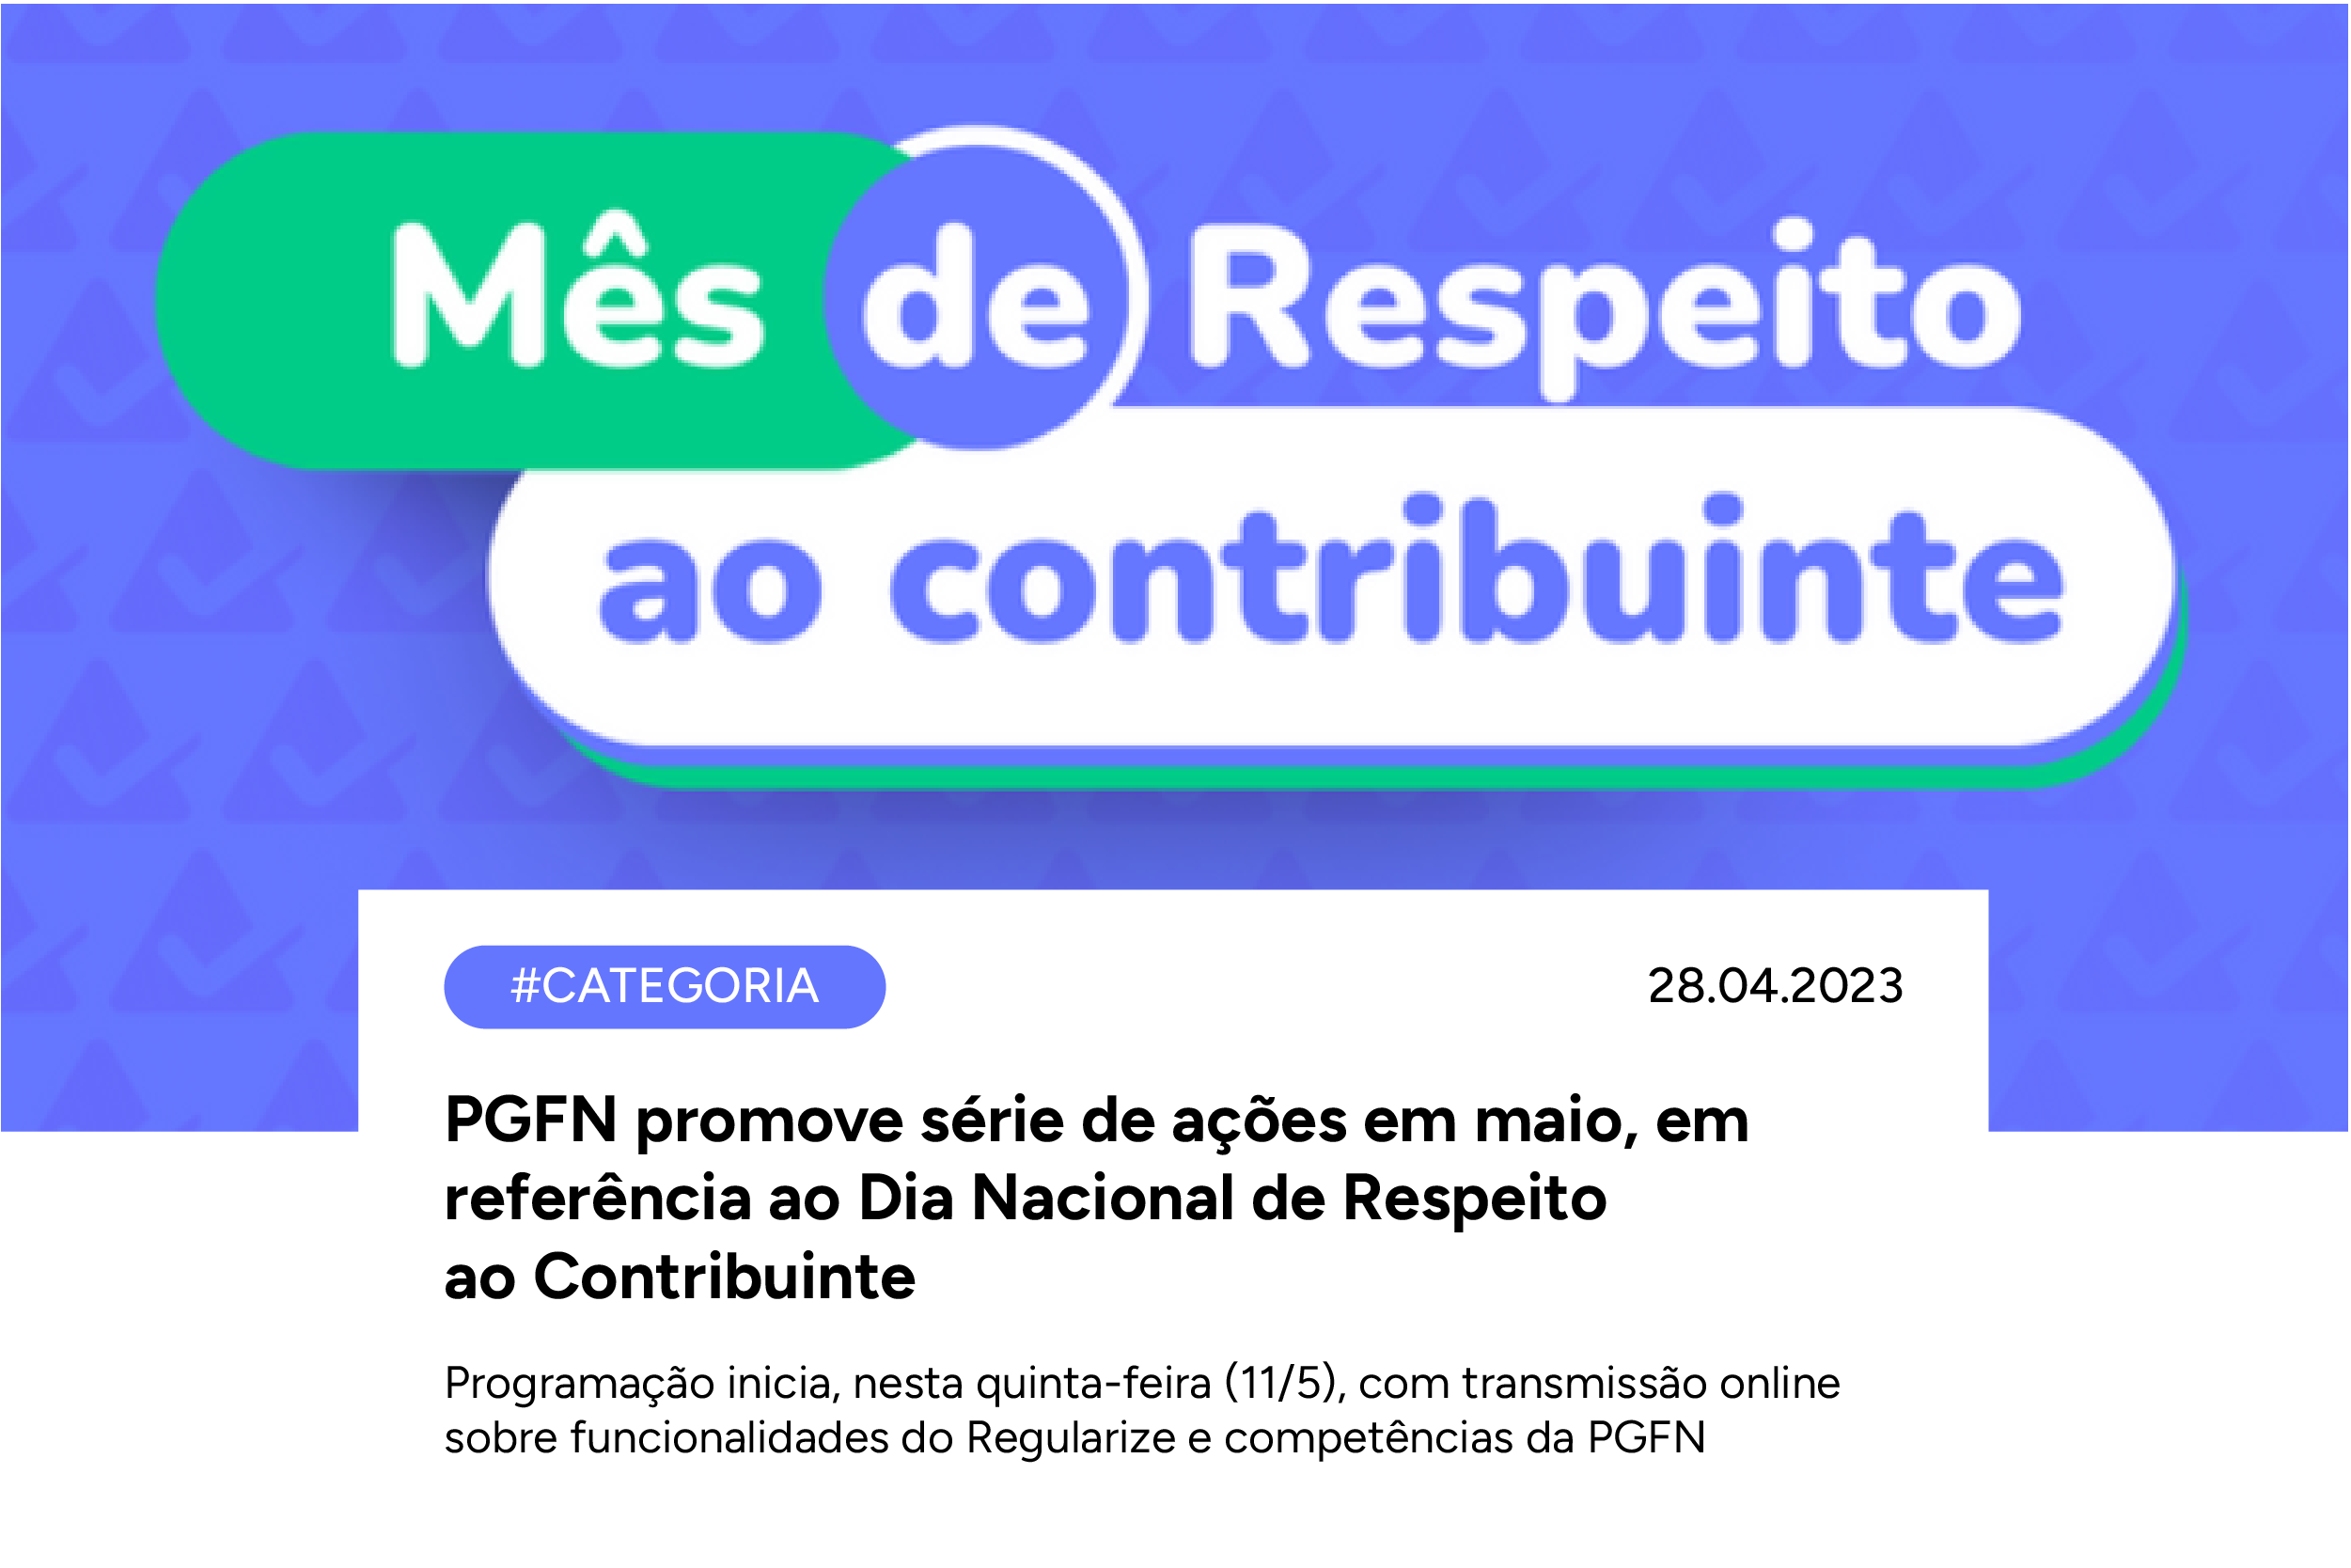 Mês de Respeito
ao contribuinte
#CATEGORIA
28.04.2023
PGFN promove série de ações em maio, em
referência ao Dia Nacional de Respeito
ao Contribuinte
Programação inicia, nesta quinta-feira (11/5), com transmissão online
sobre funcionalidades do Regularize e competências da PGFN